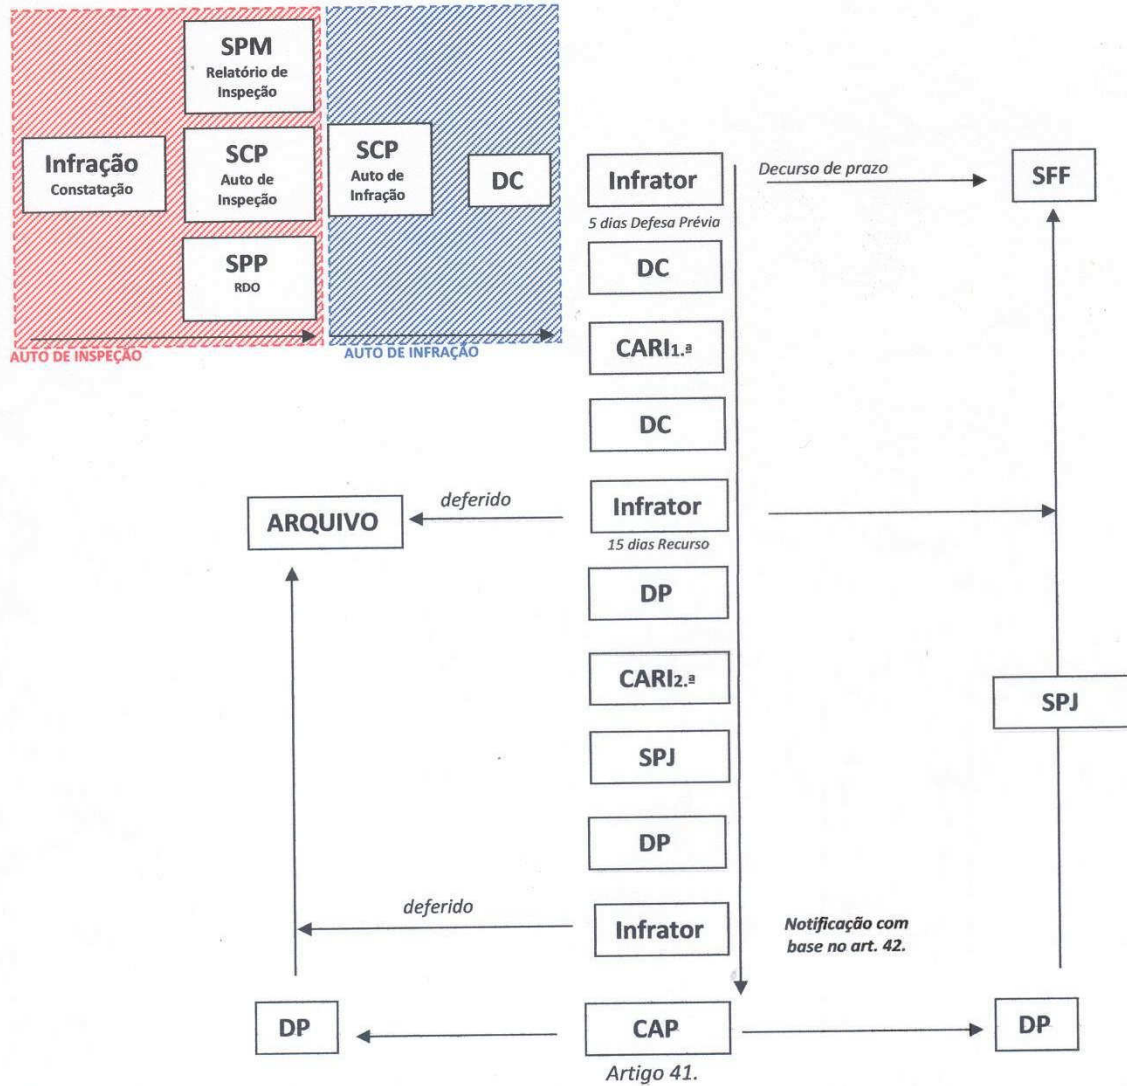 SPM
Relatório de
Inspeção
Infração
Constatação
SCP
Auto de
Inspeção
SPP
RDO
AUTO DE INSPEÇÃO
SCP
Auto de
Infração
DC
AUTO DE INFRAÇÃO
Infrator
5 dias Defesa Prévia
Decurso de prazo
SFF
DC
CARI1.ª
DC
ARQUIVO
deferido
Infrator
15 dias Recurso
DP
CARI2.ª
SPJ
SPJ
DP
deferido
Infrator
Notificação com
base no art. 42.
DP
CAP
Artigo 41.
DP